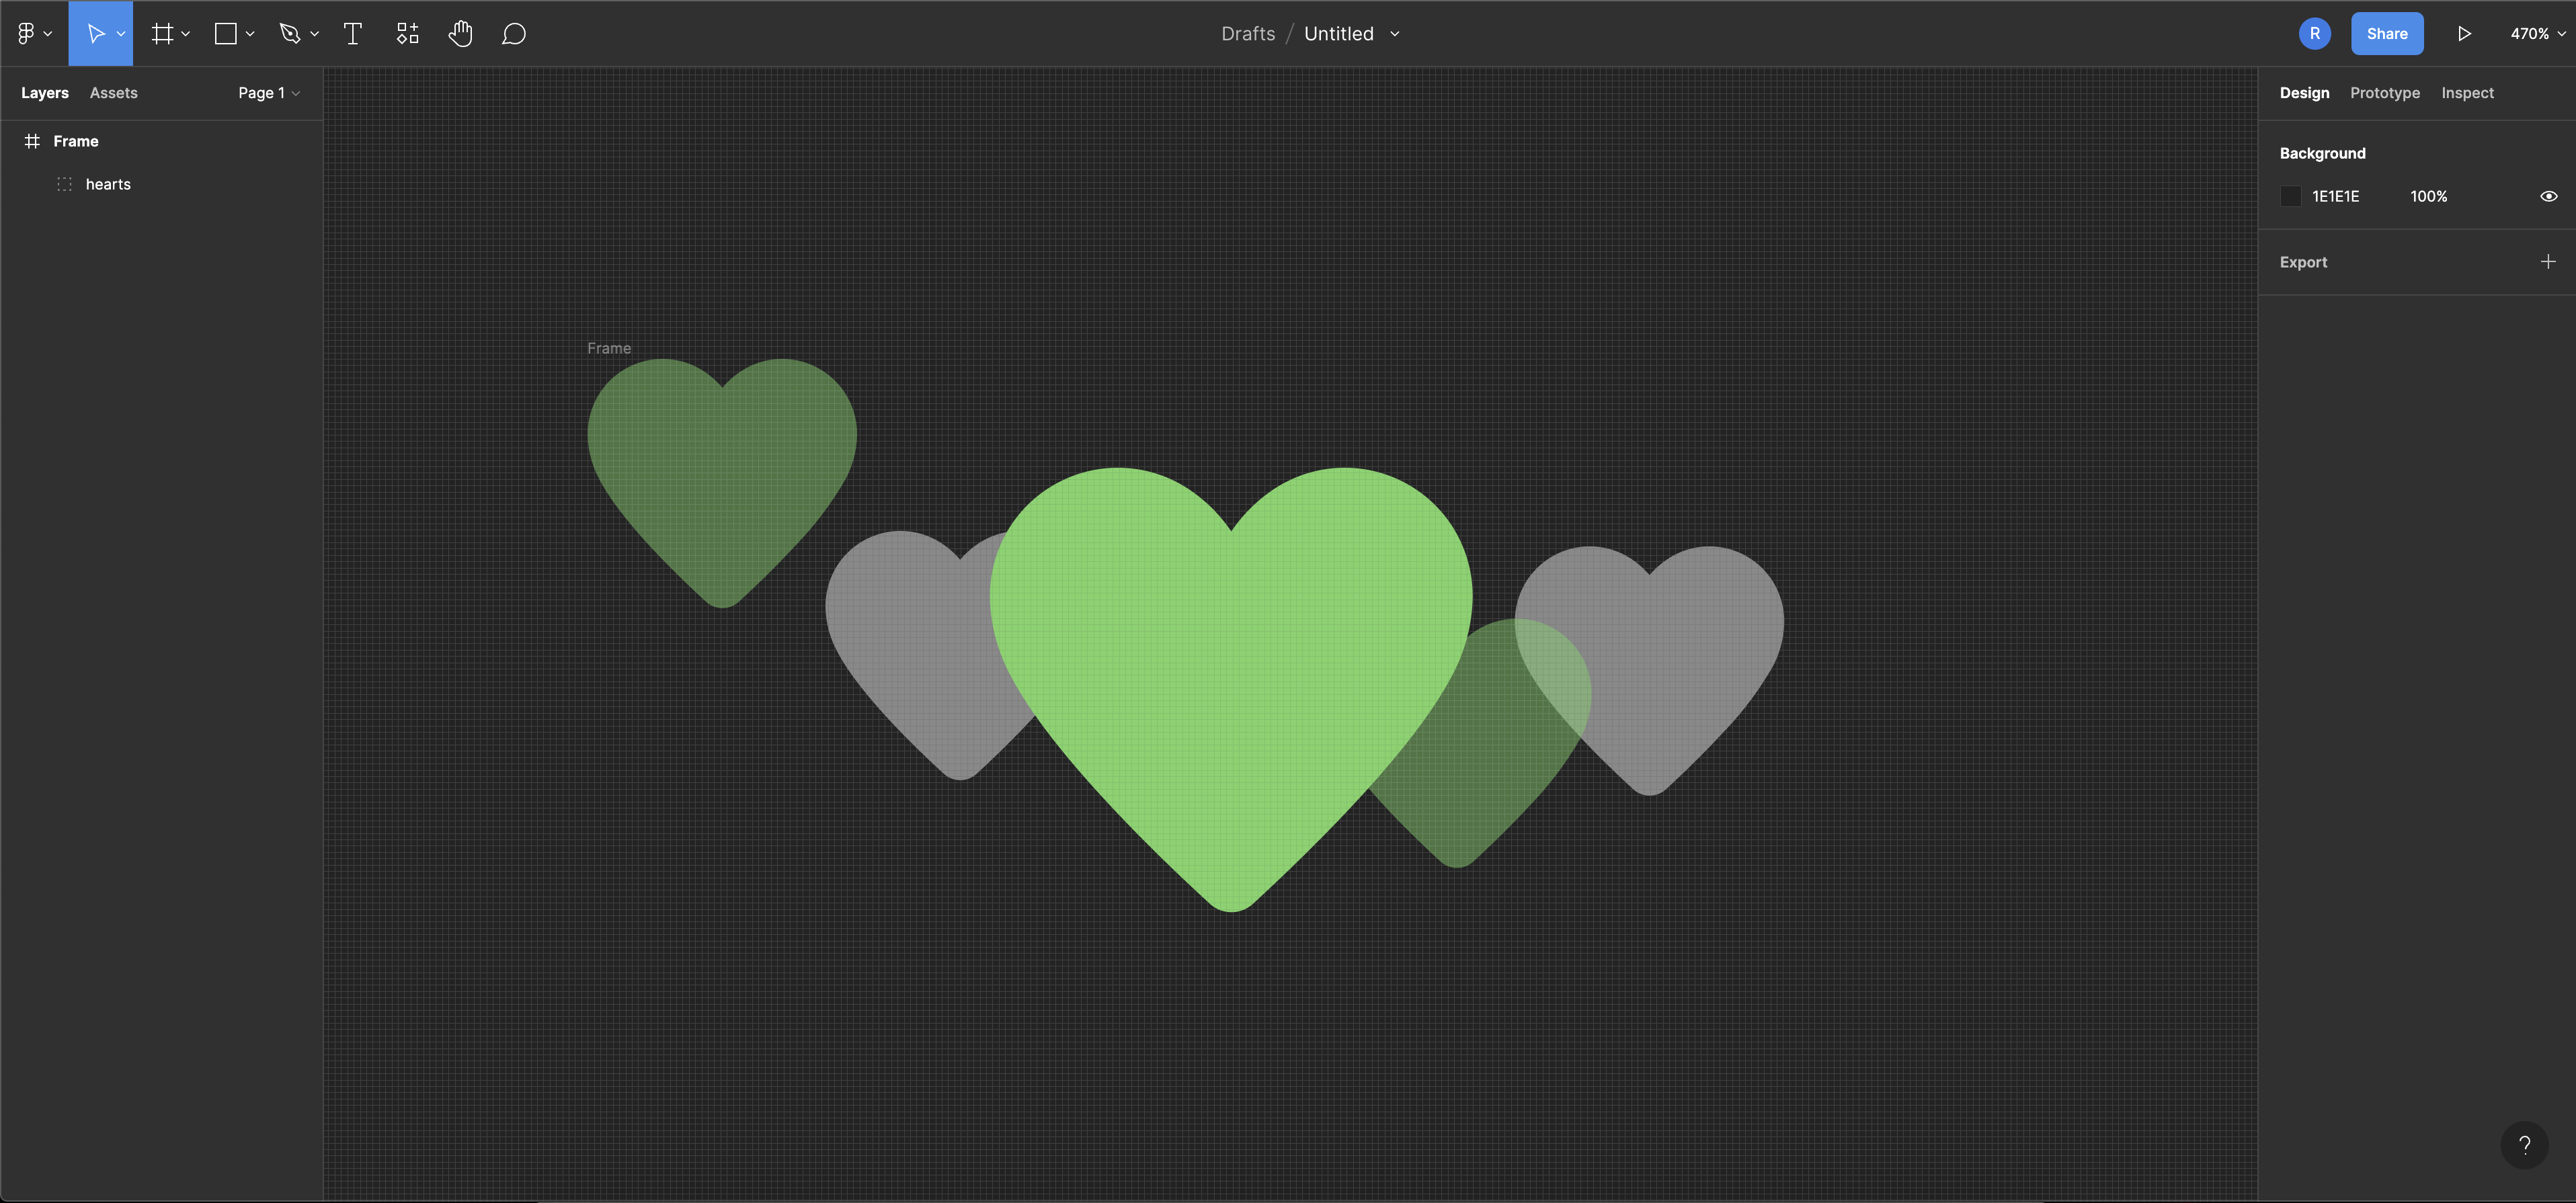 Drafts / Untitled
R
Share
470%
Layers Assets Page 1
Design Prototype Inspect
Frame
hearts
Background
1E1E1E 100%
Export
Frame
?